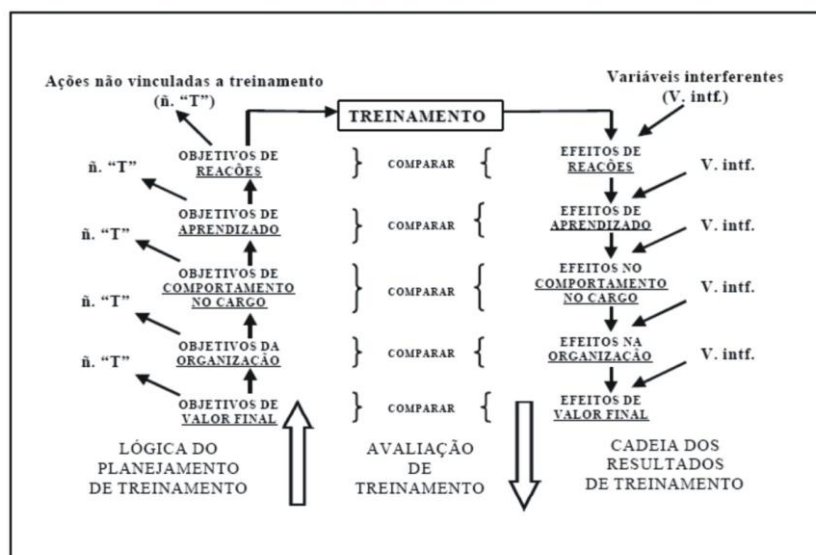 Ações não vinculadas a treinamento
(ñ. “T”)
Variáveis interferentes
(V. intf.)
TREINAMENTO
OBJETIVOS DE
REAÇÕES
COMPARAR
EFEITOS DE
REAÇÕES
ñ. “T”
V. intf.
OBJETIVOS DE
APRENDIZADO
COMPARAR
EFEITOS DE
APRENDIZADO
ñ. “T”
V. intf.
OBJETIVOS DE
COMPORTAMENTO
NO CARGO
COMPARAR
EFEITOS NO
COMPORTAMENTO
NO CARGO
ñ. “T”
V. intf.
OBJETIVOS DA
ORGANIZAÇÃO
COMPARAR
EFEITOS NA
ORGANIZAÇÃO
ñ. “T”
V. intf.
OBJETIVOS DE
VALOR FINAL
COMPARAR
EFEITOS DE
VALOR FINAL
LÓGICA DO
PLANEJAMENTO
DE TREINAMENTO
AVALIAÇÃO
DE
TREINAMENTO
CADEIA DOS
RESULTADOS
DE TREINAMENTO